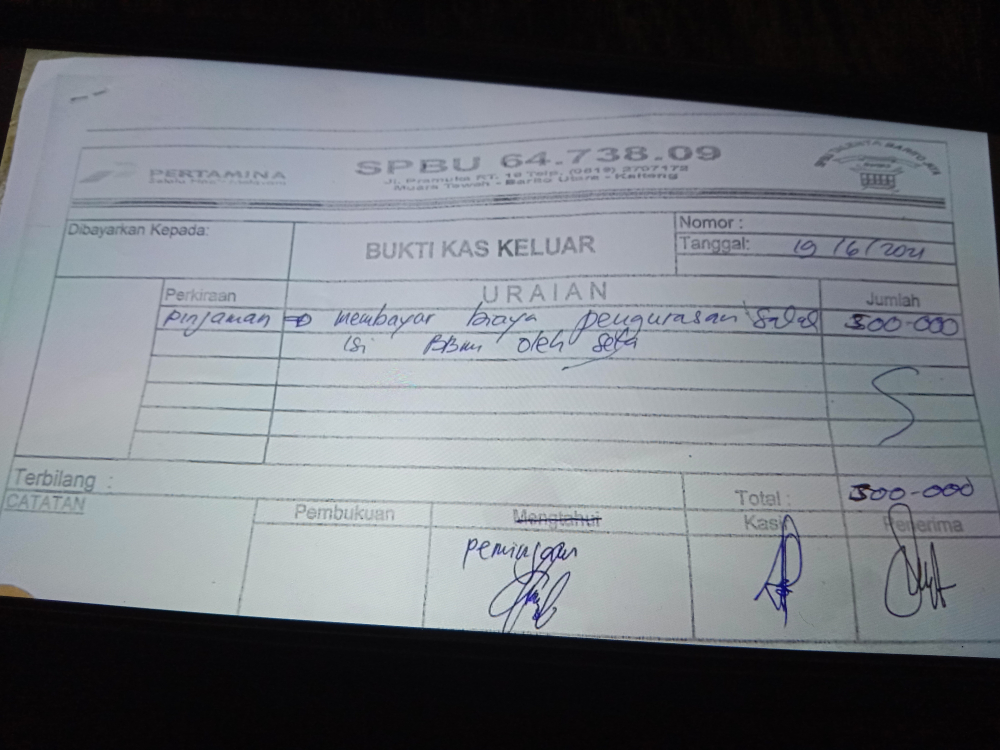 PERTAMINA
SPBU 64.738.09
Muara Teweh - Barito Utara - Kalteng
Dibayarkan Kepada:
BUKTI KAS KELUAR
Nomor :
Tanggal: 19/6/2021
Perkiraan
URAIAN
Jumlah
pinjaman → membayar biaya pengurasan salah 500-000
isi BBM oleh
Terbilang :
Total : 500-000
CATATAN
Pembukuan
Mengtahui
Kasir
Penerima
peminjam